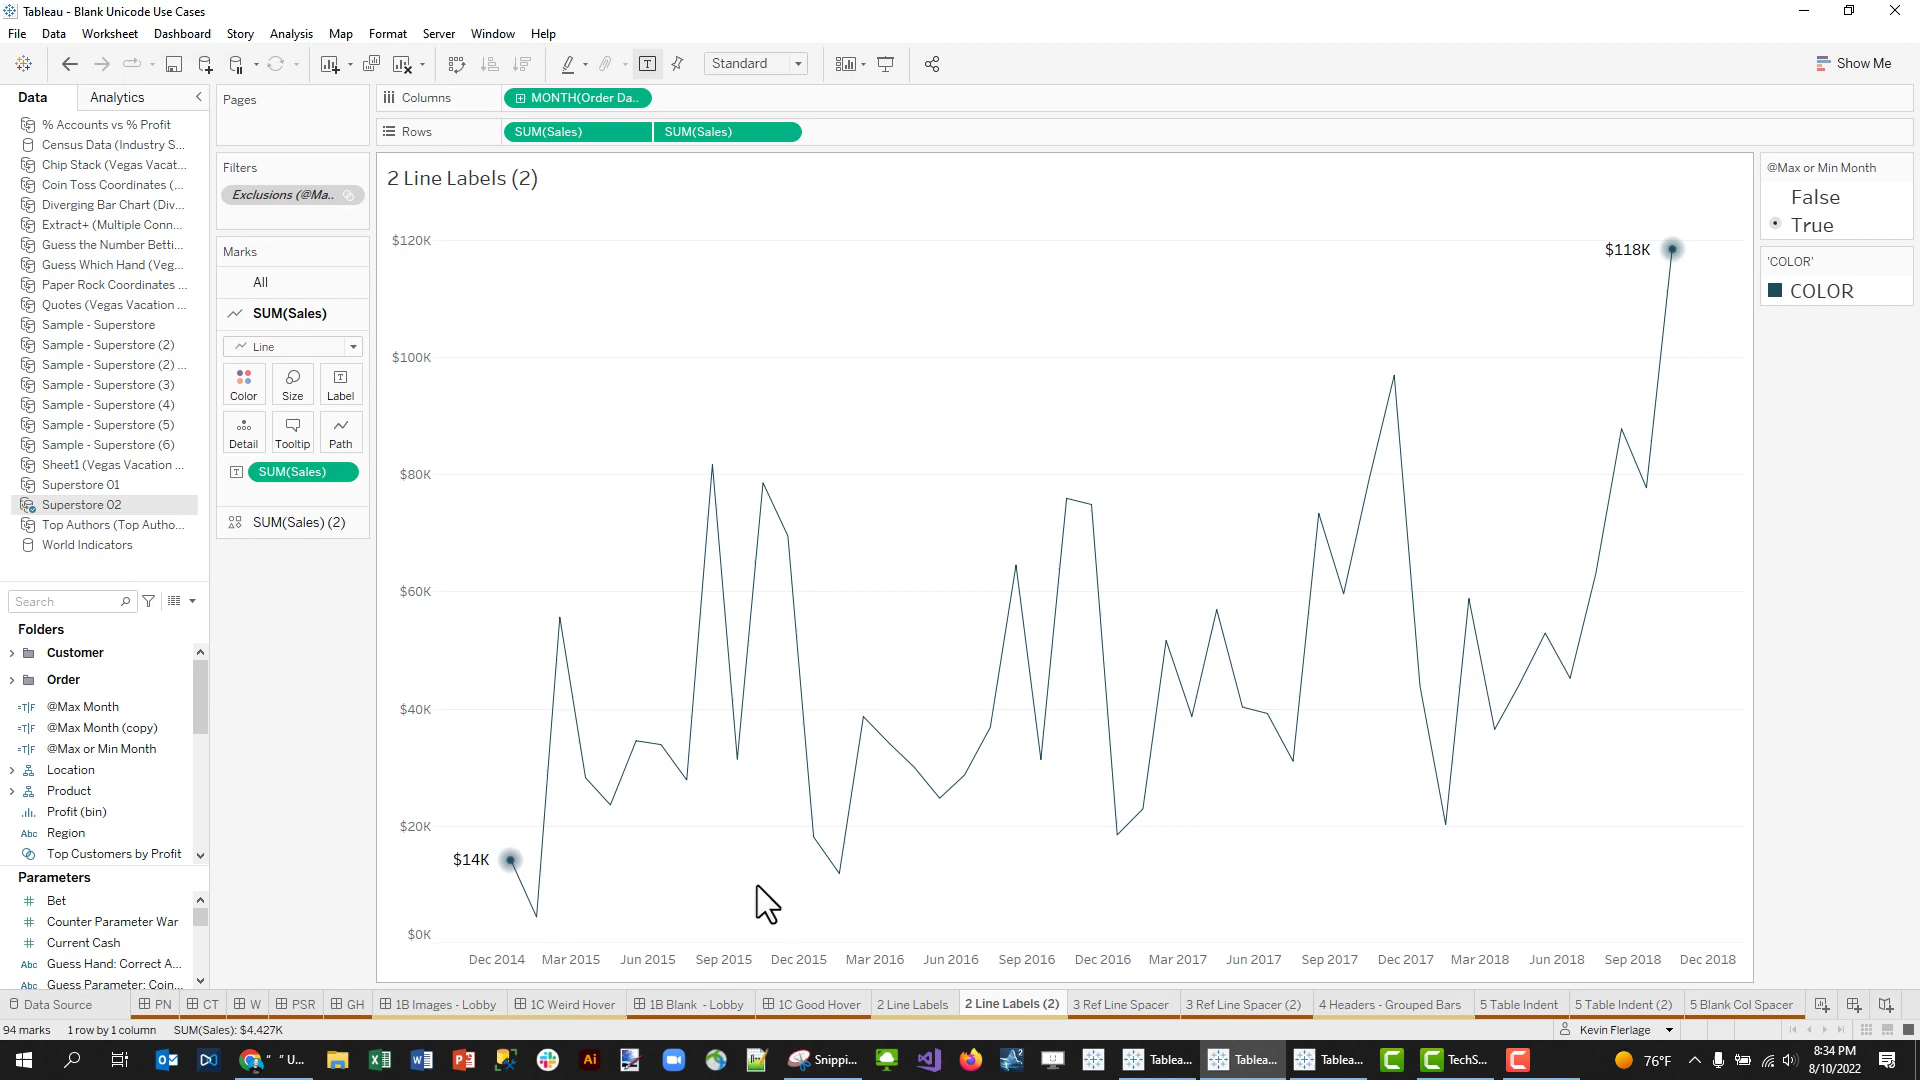 Tableau - Blank Unicode Use Cases
File Data Worksheet Dashboard Story Analysis Map Format Server Window Help
Standard
Show Me
Data Analytics
% Accounts vs % Profit
Census Data (Industry S...
Chip Stack (Vegas Vacat...
Coin Toss Coordinates (...
Diverging Bar Chart (Div...
Extract+ (Multiple Conn...
Guess the Number Betti...
Guess Which Hand (Veg...
Paper Rock Coordinates ...
Quotes (Vegas Vacation ...
Sample - Superstore
Sample - Superstore (2)
Sample - Superstore (2) ...
Sample - Superstore (3)
Sample - Superstore (4)
Sample - Superstore (5)
Sample - Superstore (6)
Sheet1 (Vegas Vacation ...
Superstore 01
Superstore 02
Top Authors (Top Autho...
World Indicators
Search
Folders
Customer
Order
=T|F @Max Month
=T|F @Max Month (copy)
=T|F @Max or Min Month
Location
Product
Profit (bin)
Abc Region
Top Customers by Profit
Parameters
# Bet
# Counter Parameter War
# Current Cash
Abc Guess Hand: Correct A...
Abc Guess Parameter: Coin...
Pages
Filters
Exclusions (@Ma..
Marks
All
SUM(Sales)
Line
Color Size Label
Detail Tooltip Path
SUM(Sales)
SUM(Sales) (2)
Columns MONTH(Order Da..
Rows SUM(Sales) SUM(Sales)
2 Line Labels (2)
$120K
$100K
$80K
$60K
$40K
$20K
$0K
$118K
$14K
Dec 2014 Mar 2015 Jun 2015 Sep 2015 Dec 2015 Mar 2016 Jun 2016 Sep 2016 Dec 2016 Mar 2017 Jun 2017 Sep 2017 Dec 2017 Mar 2018 Jun 2018 Sep 2018 Dec 2018
@Max or Min Month
False
True
'COLOR'
COLOR
Data Source PN CT W PSR GH 1B Images - Lobby 1C Weird Hover 1B Blank - Lobby 1C Good Hover 2 Line Labels 2 Line Labels (2) 3 Ref Line Spacer 3 Ref Line Spacer (2) 4 Headers - Grouped Bars 5 Table Indent 5 Table Indent (2) 5 Blank Col Spacer
94 marks 1 row by 1 column SUM(Sales): $4,427K
Kevin Flerlage
" " U... Snippi... Tablea... Tablea... Tablea... TechS...
76°F
8:34 PM
8/10/2022